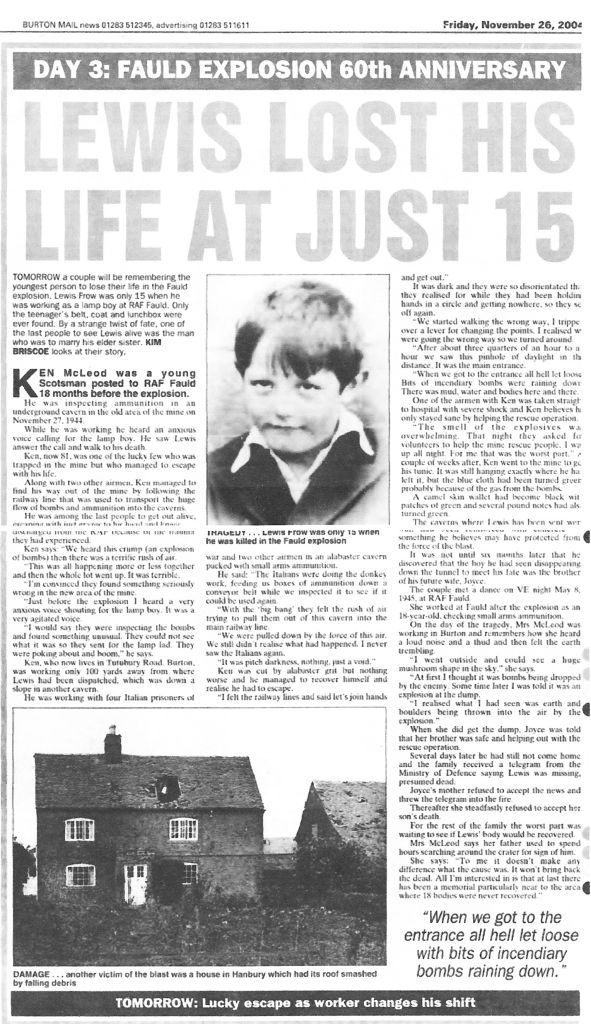 BURTON MAIL news 01283 512345, advertising 01283 511611
Friday, November 26, 2004
DAY 3: FAULD EXPLOSION 60th ANNIVERSARY
LEWIS LOST HIS
LIFE AT JUST 15
TOMORROW a couple will be remembering the
youngest person to lose their life in the Fauld
explosion. Lewis Frow was only 15 when he
was working as a lamp boy at RAF Fauld. Only
the teenager's belt, coat and lunchbox were
ever found. By a strange twist of fate, one of
the last people to see Lewis alive was the man
who was to marry his elder sister. KIM
BRISCOE looks at their story.
KEN McLeod was a young
Scotsman posted to RAF Fauld
18 months before the explosion.
He was inspecting ammunition in an
underground cavern in the old area of the mine on
November 27, 1944.
While he was working he heard an anxious
voice calling for the lamp boy. He saw Lewis
answer the call and walk to his death.
Ken, now 81, was one of the lucky few who was
trapped in the mine but who managed to escape
with his life.
Along with two other airmen, Ken managed to
find his way out of the mine by following the
railway line that was used to transport the huge
flow of bombs and ammunition into the caverns.
He was among the last people to get out alive,
escaping with just
discharged from the RAF because of the trauma
they had experienced.
Ken says: "We heard this crump (an explosion
of bombs) then there was a terrific rush of air.
"This was all happening more or less together
and then the whole lot went up. It was terrible.
"I'm convinced they found something seriously
wrong in the new area of the mine.
"Just before the explosion I heard a very
anxious voice shouting for the lamp boy. It was a
very agitated voice.
"I would say they were inspecting the bombs
and found something unusual. They could not see
what it was so they sent for the lamp lad. They
were poking about and boom," he says.
Ken, who now lives in Tutubury Road, Burton,
was working only 100 yards away from where
Lewis had been dispatched, which was down a
slope in another cavern.
He was working with four Italian prisoners of
TRAGEDY . . . Lewis Frow was only 15 when
he was killed in the Fauld explosion
war and two other airmen in an alabaster cavern
packed with small arms ammunition.
He said: "The Italians were doing the donkey
work, feeding us boxes of ammunition down a
conveyor belt while we inspected it to see if it
could be used again.
"With the 'big bang' they felt the rush of air
trying to pull them out of this cavern into the
main railway line.
"We were pulled down by the force of this air.
We still didn't realise what had happened. I never
saw the Italians again.
"It was pitch darkness, nothing, just a void."
Ken was cut by alabaster grit but nothing
worse and he managed to recover himself and
realise he had to escape.
"I felt the railway lines and said let's join hands
and get out."
It was dark and they were so disorientated th
they realised for while they had been holdin
hands in a circle and getting nowhere, so they se
off again.
"We started walking the wrong way, I trippe
over a lever for changing the points. I realised w
were going the wrong way so we turned around
"After about three quarters of an hour to a
hour we saw this pinhole of daylight in th
distance. It was the main entrance.
"When we got to the entrance all hell let loose
Bits of incendiary bombs were raining down
There was mud, water and bodies here and there.
One of the airmen with Ken was taken straigh
to hospital with severe shock and Ken believes h
only stayed sane by helping the rescue operation.
"The smell of the explosives wa
overwhelming. That night they asked fo
volunteers to help the mine rescue people. I wa
up all night. For me that was the worst part."
couple of weeks after, Ken went to the mine to ge
his tunic. It was still hanging exactly where he ha
left it, but the blue cloth had been turned green
probably because of the gas from the bombs.
A camel skin wallet had become black wit
patches of green and several pound notes had als
turned green.
The caverns where Lewis has been sent wer
something he believes may have protected from
the force of the blast.
It was not until six months later that he
discovered that the boy he had seen disappearing
down the tunnel to meet his fate was the brother
of his future wife, Joyce.
The couple met a dance on VE night May 8,
1945, at RAF Fauld.
She worked at Fauld after the explosion as an
18-year-old, checking small arms ammunition.
On the day of the tragedy, Mrs McLeod was
working in Burton and remembers how she heard
a loud noise and a thud and then felt the earth
trembling.
"I went outside and could see a huge
mushroom shape in the sky," she says.
"At first I thought it was bombs being dropped
by the enemy. Some time later I was told it was an
explosion at the dump.
"I realised what I had seen was earth and
boulders being thrown into the air by the
explosion."
When she did get the dump, Joyce was told
that her brother was safe and helping out with the
rescue operation.
Several days later he had still not come home
and the family received a telegram from the
Ministry of Defence saying Lewis was missing,
presumed dead.
Joyce's mother refused to accept the news and
threw the telegram into the fire.
Thereafter she steadfastly refused to accept her
son's death.
For the rest of the family the worst part was
waiting to see if Lewis' body would be recovered.
Mrs McLeod says her father used to spend
hours searching around the crater for sign of him.
She says: "To me it doesn't make any
difference what the cause was. It won't bring back
the dead. All I'm interested in is that at last there
has been a memorial particularly near to the area
where 18 bodies were never recovered."
"When we got to the
entrance all hell let loose
with bits of incendiary
bombs raining down."
DAMAGE . . . another victim of the blast was a house in Hanbury which had its roof smashed
by falling debris
TOMORROW: Lucky escape as worker changes his shift